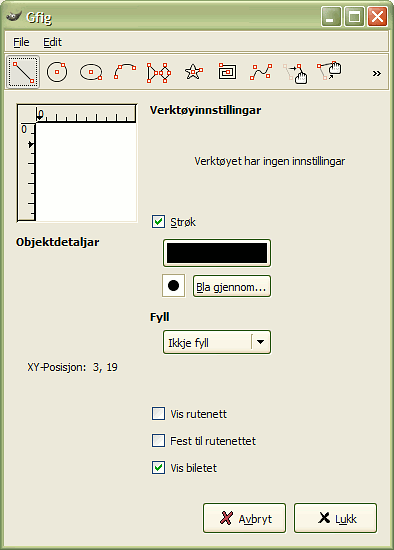 Gfig
File Edit
»
0
0
Verktøyinnstillingar
Verktøyet har ingen innstillingar
Strøk
Objektdetaljar
Bla gjennom...
Fyll
Ikkje fyll
XY-Posisjon: 3, 19
Vis rutenett
Fest til rutenettet
Vis biletet
Avbryt Lukk